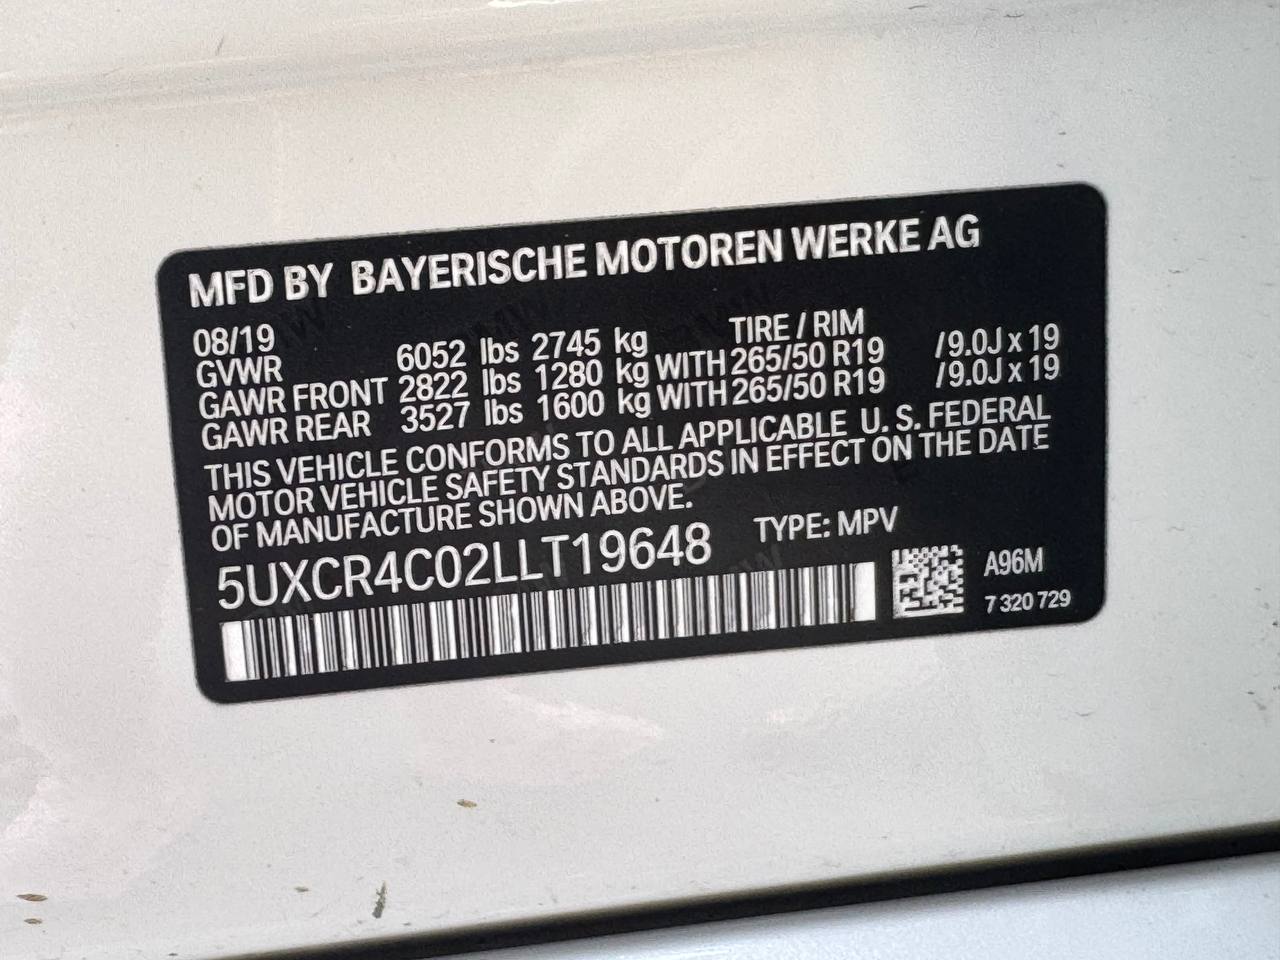 MFD BY BAYERISCHE MOTOREN WERKE AG
08/19 TIRE / RIM
GVWR 6052 lbs 2745 kg
GAWR FRONT 2822 lbs 1280 kg WITH 265/50 R19 /9.0J x 19
GAWR REAR 3527 lbs 1600 kg WITH 265/50 R19 /9.0J x 19
THIS VEHICLE CONFORMS TO ALL APPLICABLE U. S. FEDERAL
MOTOR VEHICLE SAFETY STANDARDS IN EFFECT ON THE DATE
OF MANUFACTURE SHOWN ABOVE.
5UXCR4C02LLT19648 TYPE: MPV
A96M
7 320 729